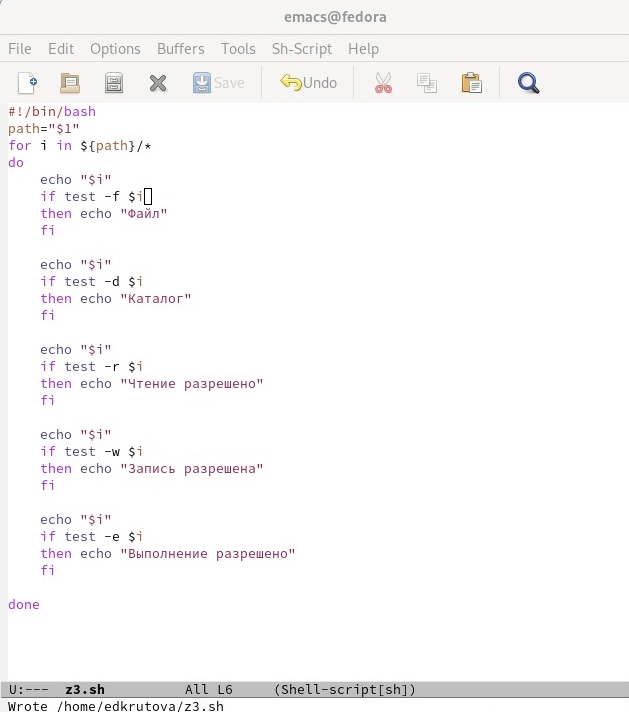 emacs@fedora
File Edit Options Buffers Tools Sh-Script Help
Save Undo
#!/bin/bash
path="$1"
for i in ${path}/*
do
    echo "$i"
    if test -f $i
    then echo "Файл"
    fi

    echo "$i"
    if test -d $i
    then echo "Каталог"
    fi

    echo "$i"
    if test -r $i
    then echo "Чтение разрешено"
    fi

    echo "$i"
    if test -w $i
    then echo "Запись разрешена"
    fi

    echo "$i"
    if test -e $i
    then echo "Выполнение разрешено"
    fi

done
U:--- z3.sh All L6 (Shell-script[sh])
Wrote /home/edkrutova/z3.sh